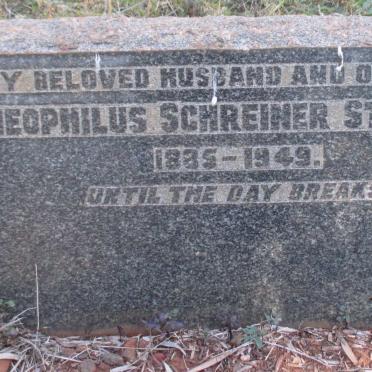 Y BELOVED HUSBAND AND O
HEOPHILUS SCHREINER ST
1885 - 1949.
UNTIL THE DAY BREAKS